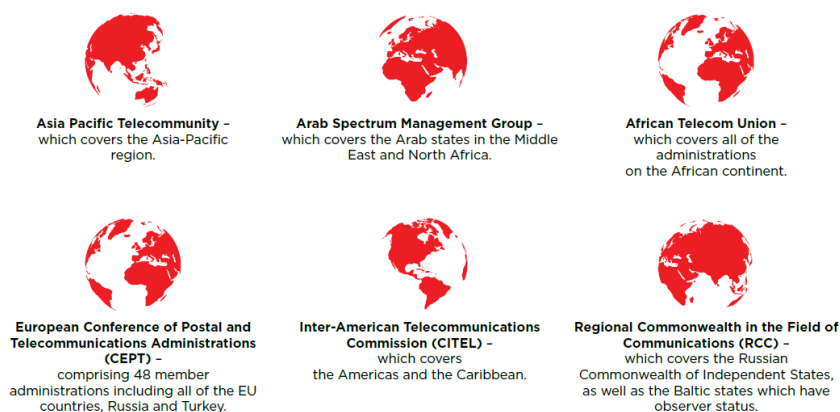 Asia Pacific Telecommunity –
which covers the Asia-Pacific
region.
Arab Spectrum Management Group –
which covers the Arab states in the Middle
East and North Africa.
African Telecom Union –
which covers all of the
administrations
on the African continent.
European Conference of Postal and
Telecommunications Administrations
(CEPT) –
comprising 48 member
administrations including all of the EU
countries, Russia and Turkey.
Inter-American Telecommunications
Commission (CITEL) –
which covers
the Americas and the Caribbean.
Regional Commonwealth in the Field of
Communications (RCC) –
which covers the Russian
Commonwealth of Independent States,
as well as the Baltic states which have
observer status.